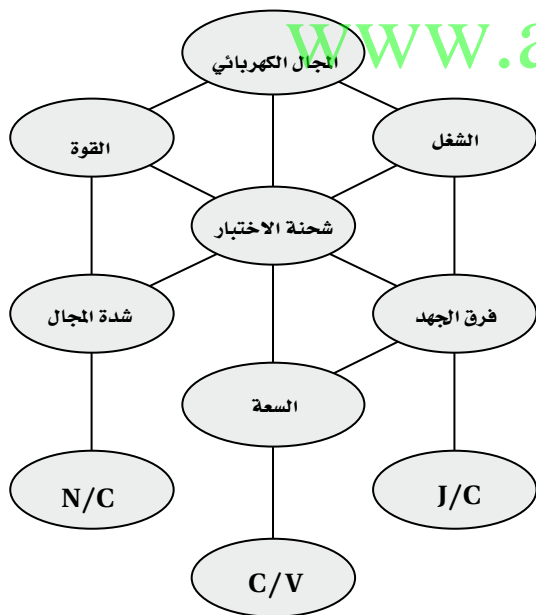 www.a
المجال الكهربائي
القوة
الشغل
شحنة الاختبار
شدة المجال
فرق الجهد
السعة
N/C
J/C
C/V